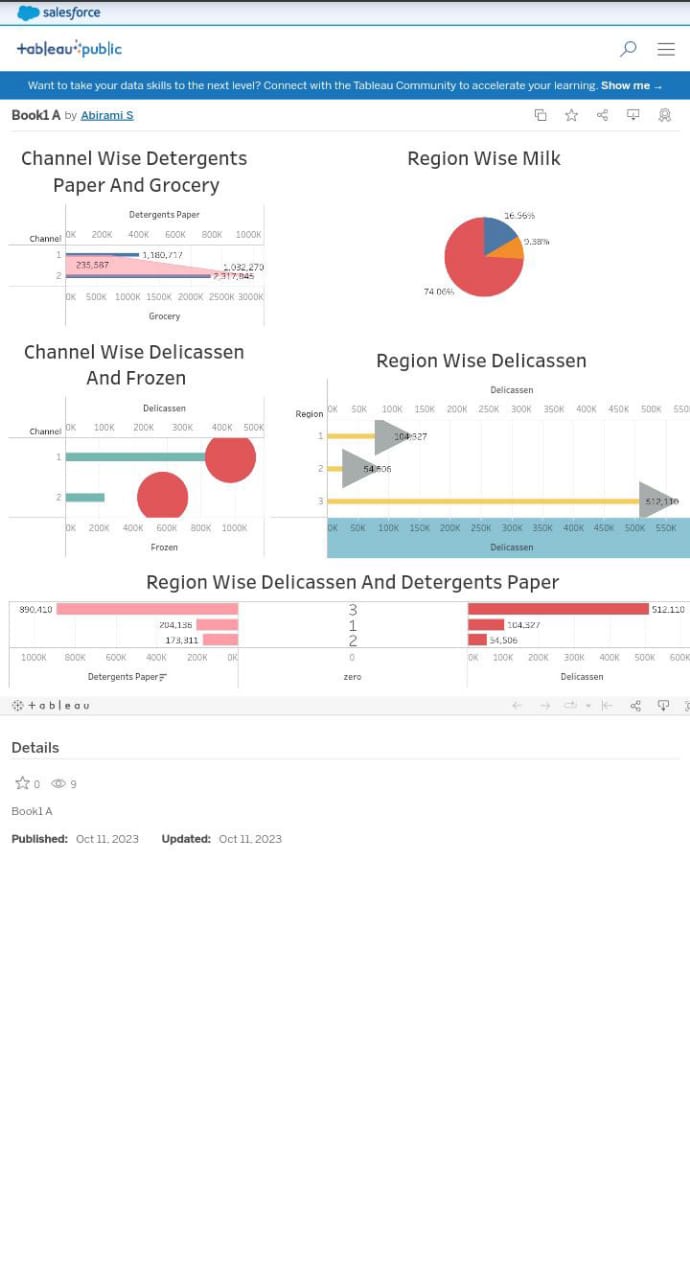 salesforce
+ableau public
Want to take your data skills to the next level? Connect with the Tableau Community to accelerate your learning. Show me →
Book1 A by Abirami S
Channel Wise Detergents
Paper And Grocery
Detergents Paper
Channel
0K 200K 400K 600K 800K 1000K
1 1,180,717
235,587
1,032,270
2 2,317,845
0K 500K 1000K 1500K 2000K 2500K 3000K
Grocery
Region Wise Milk
16.56%
9.38%
74.06%
Channel Wise Delicassen
And Frozen
Delicassen
Channel
0K 100K 200K 300K 400K 500K
1
2
0K 200K 400K 600K 800K 1000K
Frozen
Region Wise Delicassen
Delicassen
Region
0K 50K 100K 150K 200K 250K 300K 350K 400K 450K 500K 550
1 104,327
2 54,506
3 512,110
0K 50K 100K 150K 200K 250K 300K 350K 400K 450K 500K 550K
Delicassen
Region Wise Delicassen And Detergents Paper
890,410 3 512,110
204,136 1 104,327
173,311 2 54,506
1000K 800K 600K 400K 200K 0K 0 0K 100K 200K 300K 400K 500K 600K
Detergents Paper zero Delicassen
+ableau
Details
0 9
Book1 A
Published: Oct 11, 2023 Updated: Oct 11, 2023